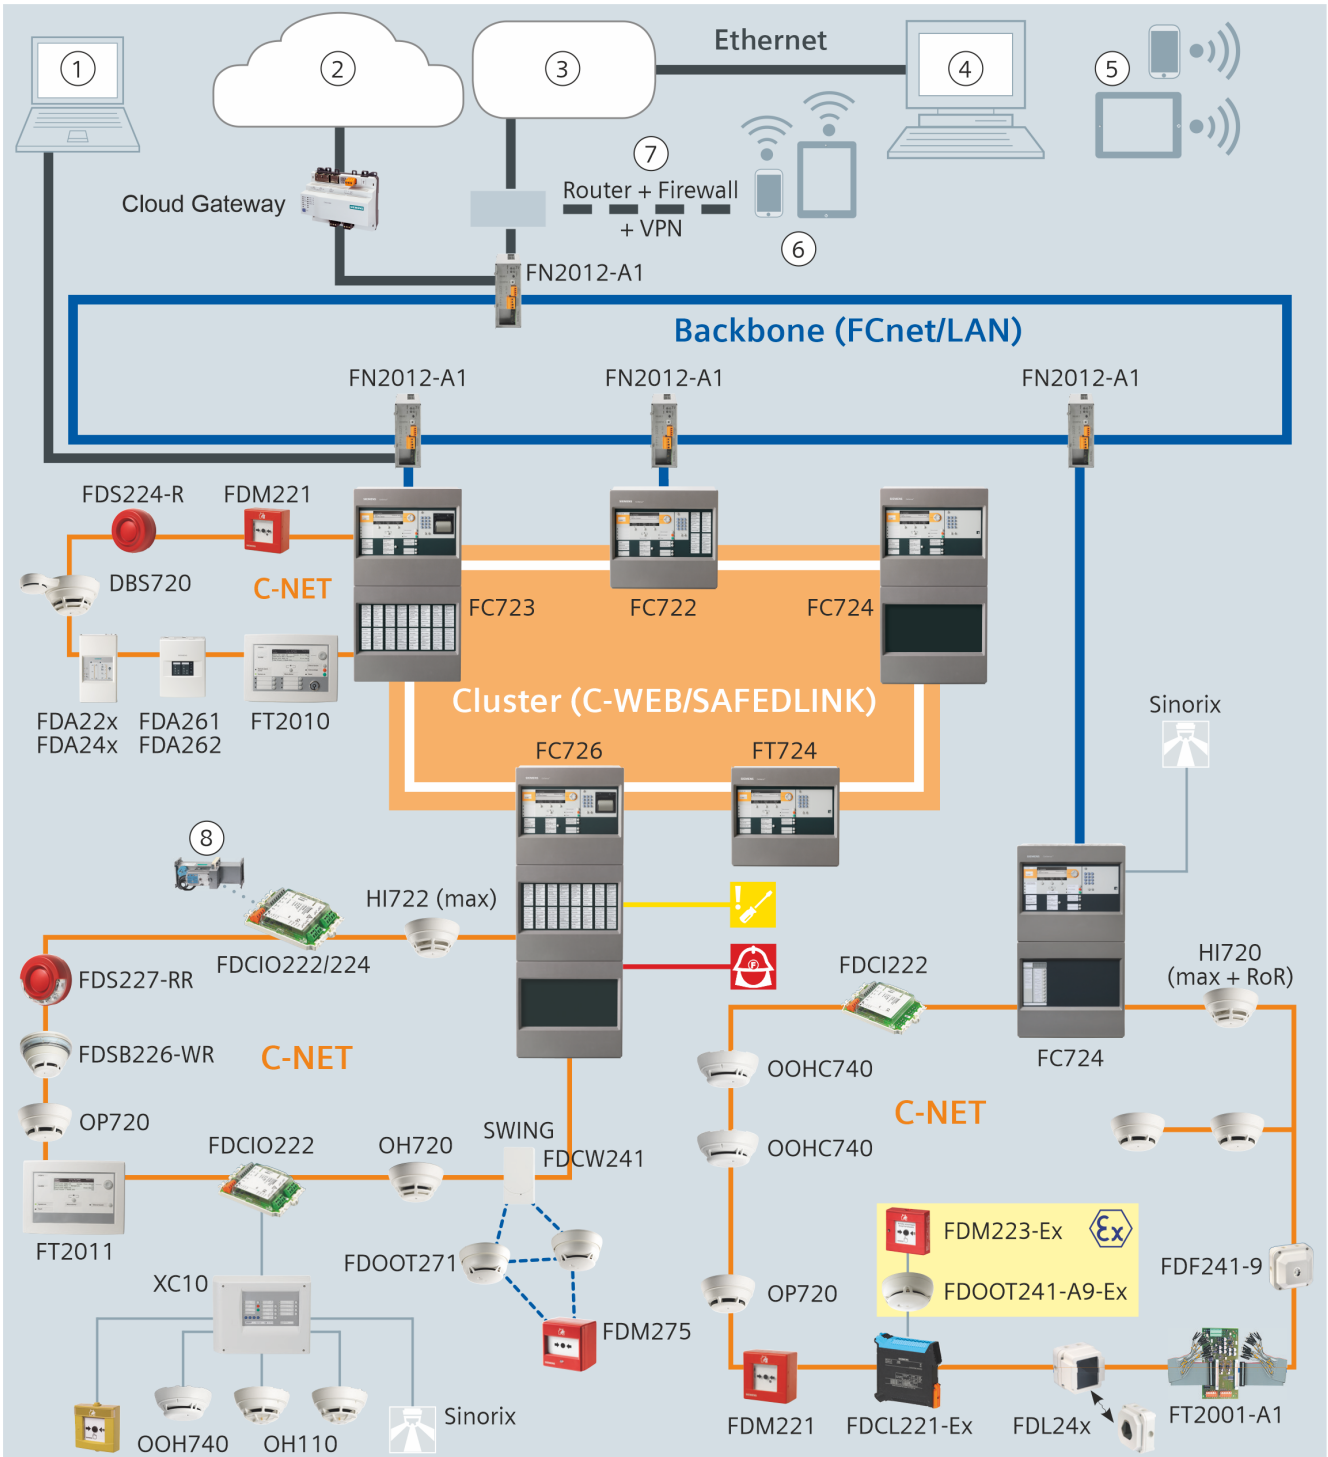 1
2
3
Ethernet
4
5
7
Router + Firewall
+ VPN
6
Cloud Gateway
FN2012-A1
Backbone (FCnet/LAN)
FN2012-A1
FN2012-A1
FN2012-A1
FDS224-R
FDM221
DBS720
C-NET
FC723
FC722
FC724
FDA22x
FDA24x
FDA261
FDA262
FT2010
Cluster (C-WEB/SAFEDLINK)
FC726
FT724
Sinorix
8
HI722 (max)
FDCIO222/224
FDS227-RR
FDSB226-WR
C-NET
OP720
FDCIO222
OH720
SWING
FDCW241
FT2011
FDOOT271
XC10
FDM275
OOH740
OH110
Sinorix
F
FDCI222
HI720
(max + RoR)
FC724
OOHC740
C-NET
OOHC740
FDM223-Ex
Ex
FDOOT241-A9-Ex
OP720
FDF241-9
FDM221
FDCL221-Ex
FDL24x
FT2001-A1